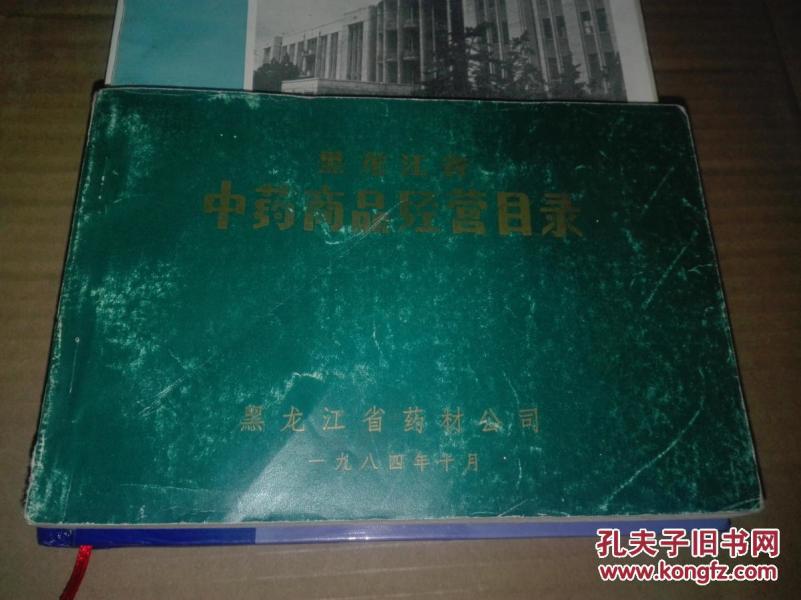 黑龙江省
中药商品经营目录
黑龙江省药材公司
一九八四年十月
孔夫子旧书网
www.kongfz.com